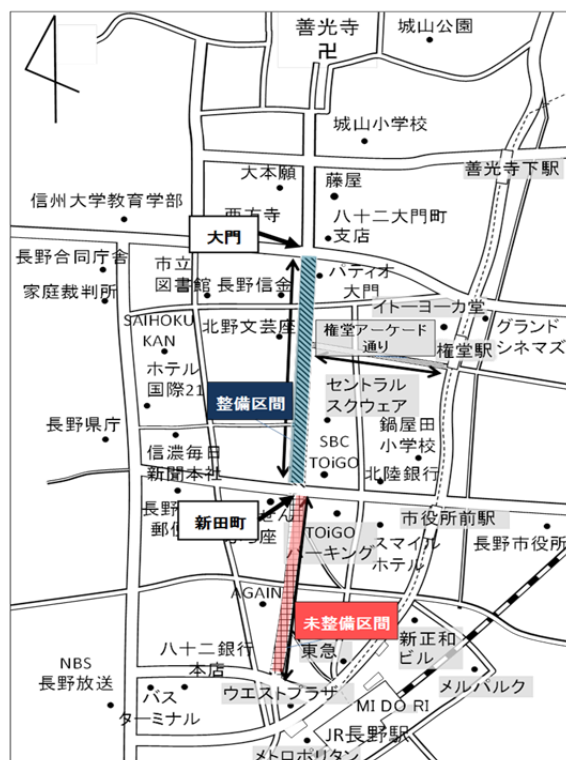 善光寺
卍
城山公園
城山小学校
善光寺下駅
大本願
藤屋
信州大学教育学部
西方寺
八十二大門町
支店
大門
長野合同庁舎
市立
図書館
長野信金
パティオ
大門
家庭裁判所
イトーヨーカ堂
SAIHOKU
KAN
北野文芸座
権堂アーケード
通り
権堂駅
グランド
シネマズ
ホテル
国際21
整備区間
セントラル
スクウェア
長野県庁
鍋屋田
小学校
信濃毎日
新聞本社
SBC
TOiGO
北陸銀行
新田町
市役所前駅
TOiGO
パーキング
スマイル
ホテル
長野市役所
AGAIN
未整備区間
東急
新正和
ビル
NBS
長野放送
八十二銀行
本店
メルパルク
バス
ターミナル
ウエストプラザ
MIDORI
JR長野駅
メトロポリタン